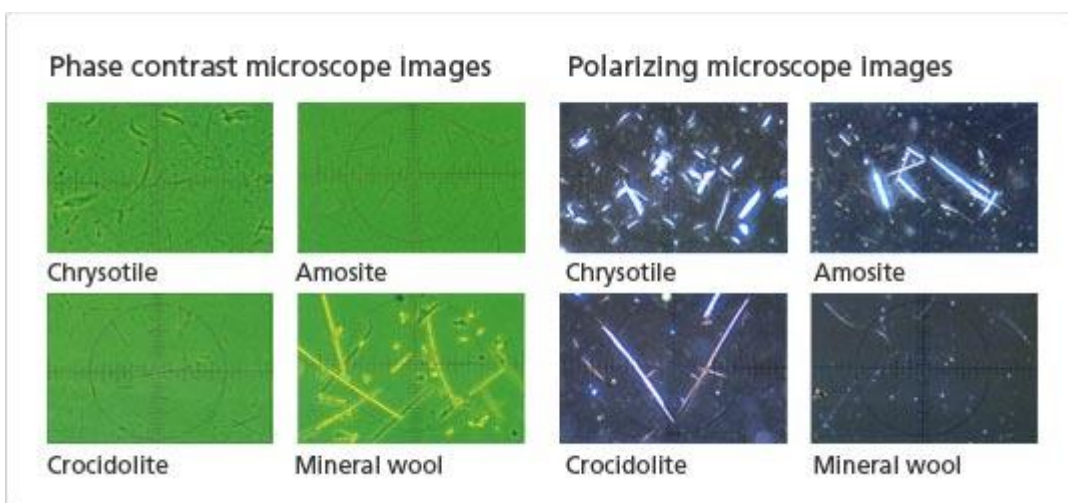 Phase contrast microscope images
Polarizing microscope images
Chrysotile
Amosite
Chrysotile
Amosite
Crocidolite
Mineral wool
Crocidolite
Mineral wool